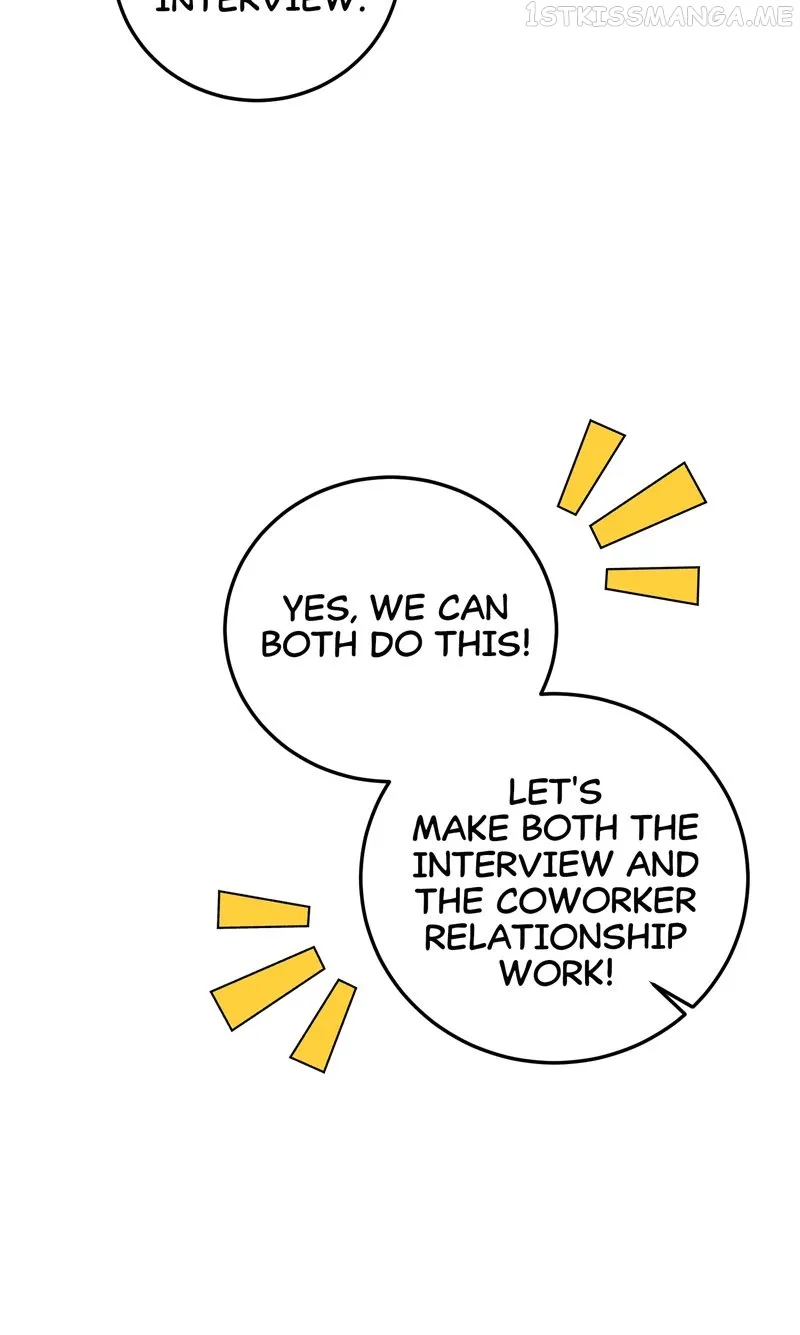 1STKISSMANGA.ME
INTERVIEW.
YES, WE CAN
BOTH DO THIS!
LET'S
MAKE BOTH THE
INTERVIEW AND
THE COWORKER
RELATIONSHIP
WORK!